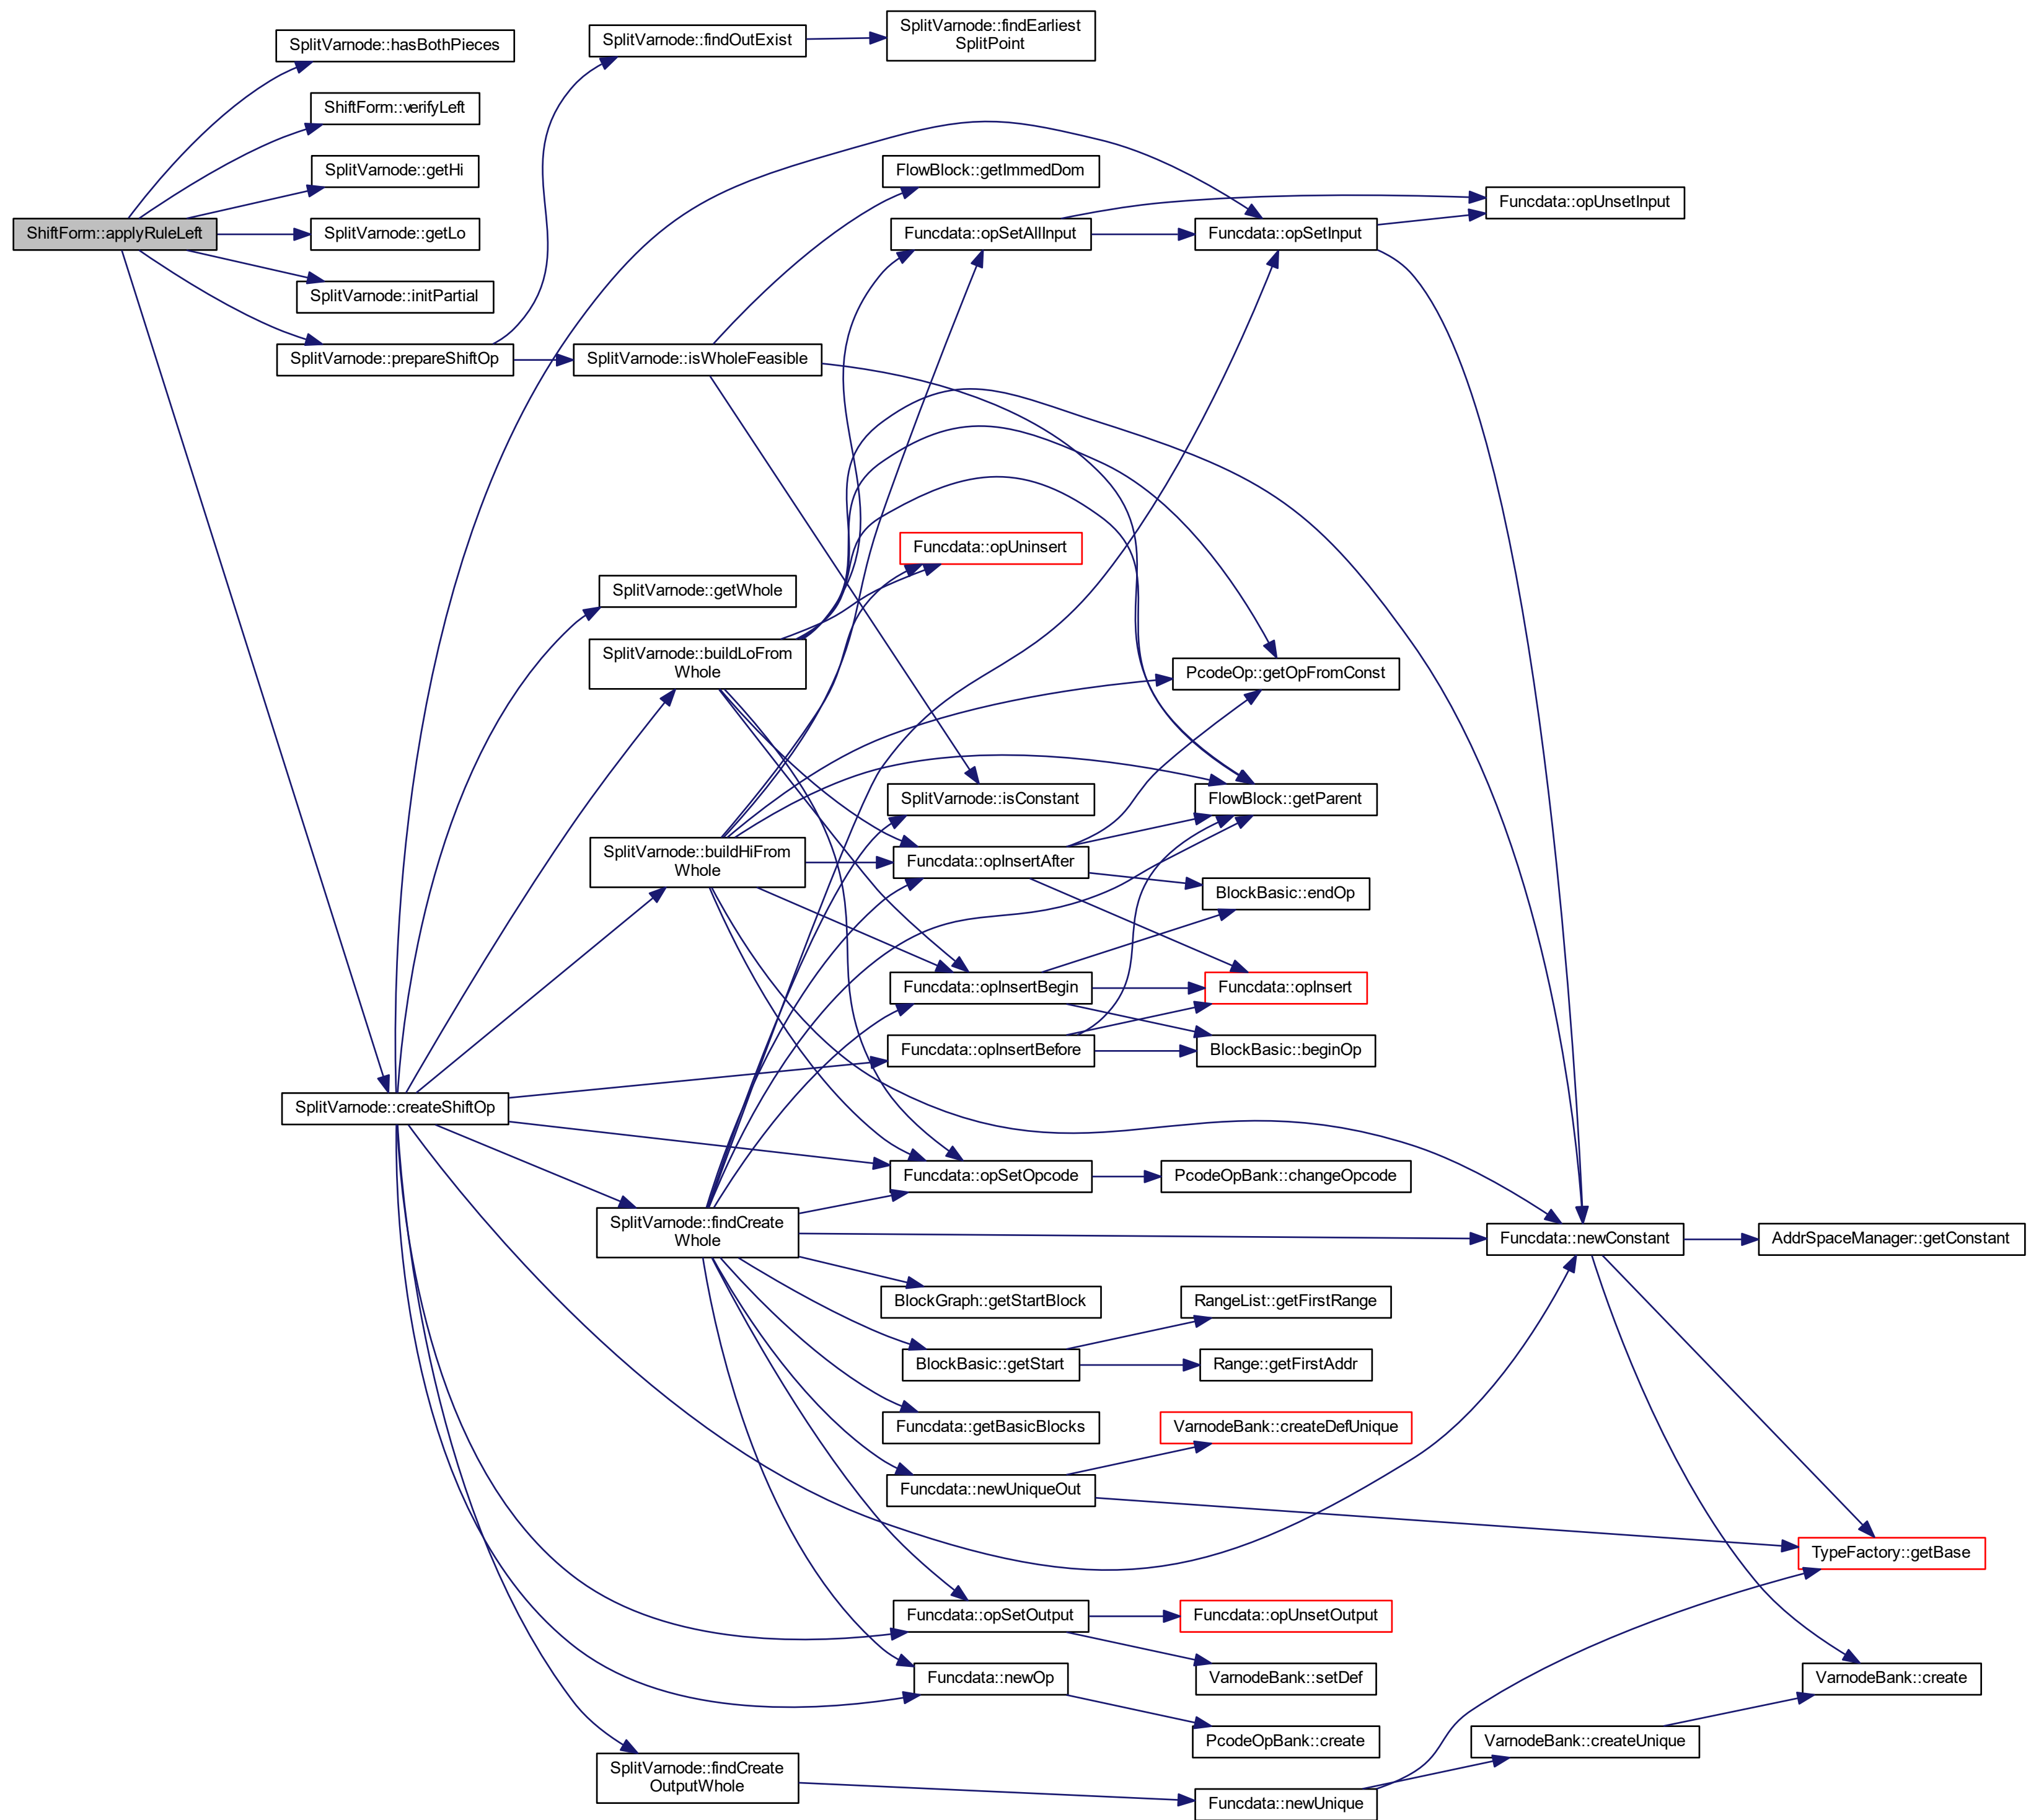 SplitVarnode::hasBothPieces
SplitVarnode::findOutExist
SplitVarnode::findEarliest
SplitPoint
ShiftForm::verifyLeft
SplitVarnode::getHi
FlowBlock::getImmedDom
Funcdata::opUnsetInput
ShiftForm::applyRuleLeft
SplitVarnode::getLo
Funcdata::opSetAllInput
Funcdata::opSetInput
SplitVarnode::initPartial
SplitVarnode::prepareShiftOp
SplitVarnode::isWholeFeasible
Funcdata::opUninsert
SplitVarnode::getWhole
SplitVarnode::buildLoFrom
Whole
PcodeOp::getOpFromConst
SplitVarnode::isConstant
FlowBlock::getParent
SplitVarnode::buildHiFrom
Whole
Funcdata::opInsertAfter
BlockBasic::endOp
Funcdata::opInsertBegin
Funcdata::opInsert
Funcdata::opInsertBefore
BlockBasic::beginOp
SplitVarnode::createShiftOp
Funcdata::opSetOpcode
PcodeOpBank::changeOpcode
SplitVarnode::findCreate
Whole
Funcdata::newConstant
AddrSpaceManager::getConstant
BlockGraph::getStartBlock
RangeList::getFirstRange
BlockBasic::getStart
Range::getFirstAddr
Funcdata::getBasicBlocks
VarnodeBank::createDefUnique
Funcdata::newUniqueOut
TypeFactory::getBase
Funcdata::opSetOutput
Funcdata::opUnsetOutput
Funcdata::newOp
VarnodeBank::setDef
VarnodeBank::create
PcodeOpBank::create
VarnodeBank::createUnique
SplitVarnode::findCreate
OutputWhole
Funcdata::newUnique